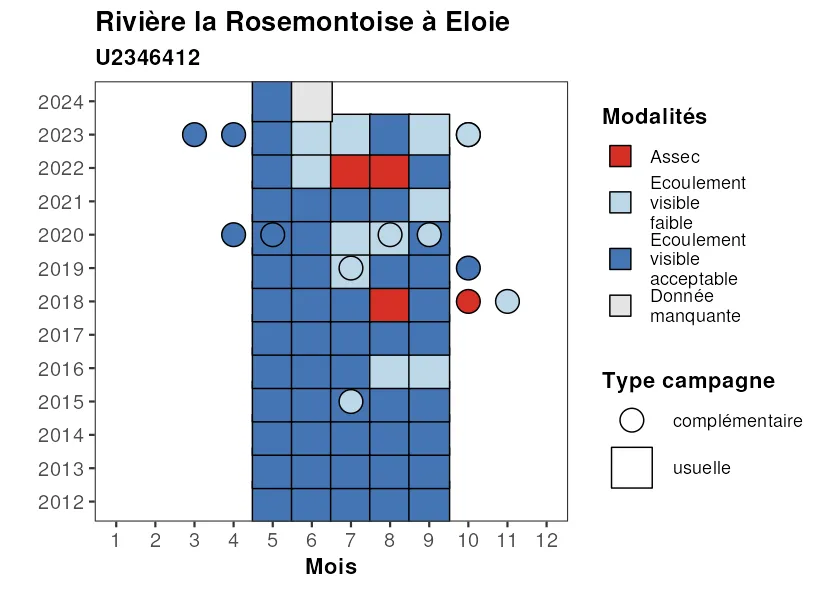 Rivière la Rosemontoise à Eloie
U2346412
2024
2023
2022
2021
2020
2019
2018
2017
2016
2015
2014
2013
2012
1 2 3 4 5 6 7 8 9 10 11 12
Mois
Modalités
Assec
Ecoulement
visible
faible
Ecoulement
visible
acceptable
Donnée
manquante
Type campagne
complémentaire
usuelle